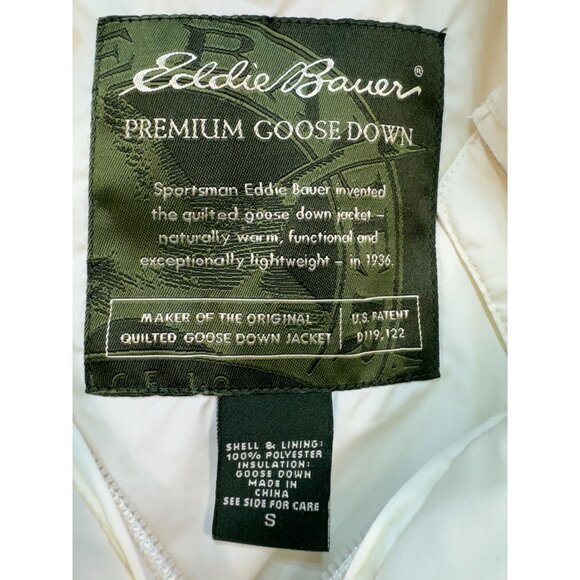 Eddie Bauer®
PREMIUM GOOSE DOWN
Sportsman Eddie Bauer invented
the quilted goose down jacket –
naturally warm, functional and
exceptionally lightweight – in 1936.
MAKER OF THE ORIGINAL
QUILTED GOOSE DOWN JACKET
U.S. PATENT
D119,122
SHELL & LINING:
100% POLYESTER
INSULATION:
GOOSE DOWN
MADE IN
CHINA
SEE SIDE FOR CARE
S